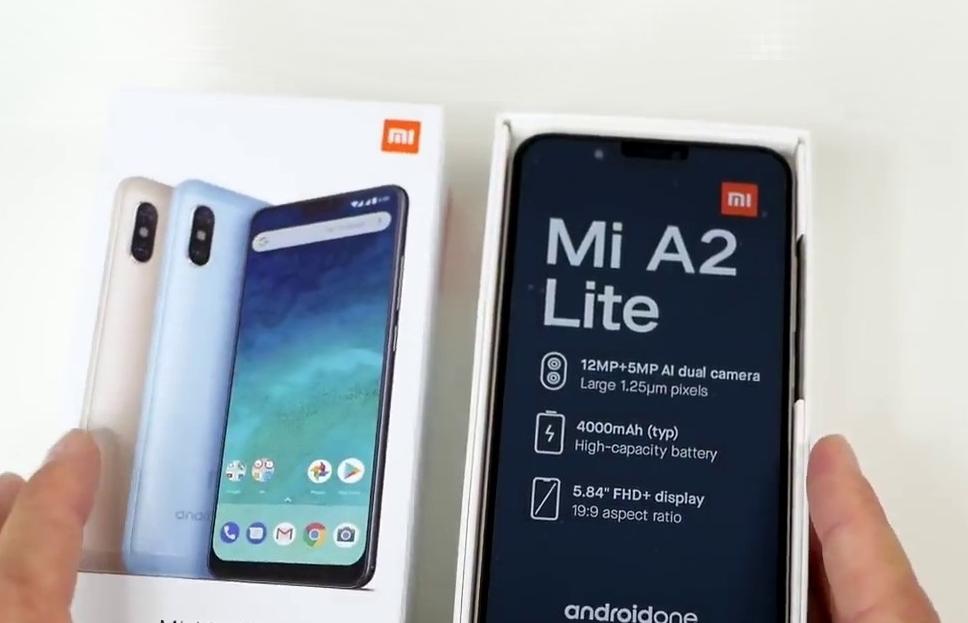 mi
mi
Mi A2
Lite
12MP+5MP AI dual camera
Large 1.25μm pixels
4000mAh (typ)
High-capacity battery
5.84" FHD+ display
19:9 aspect ratio
androidone